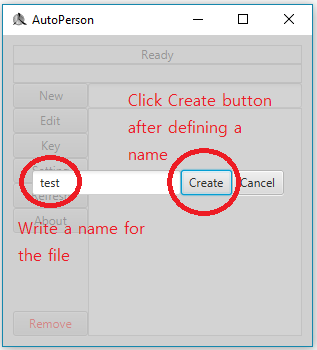 AutoPerson
Ready
New
Edit
Key
Click Create button
after defining a
name
test
Create
Cancel
Refresh
About
Write a name for
the file
Remove